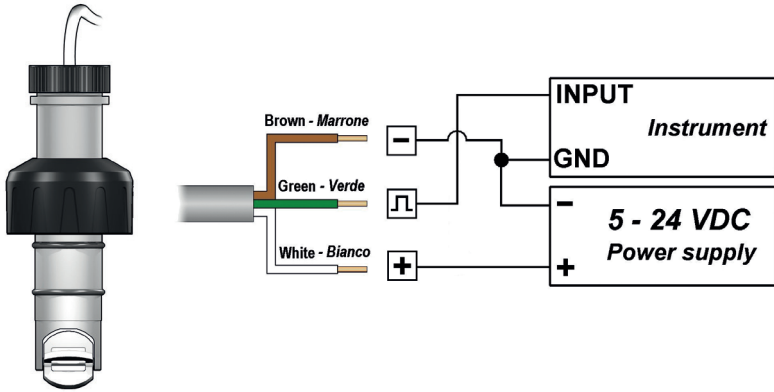 Brown - Marrone
Green - Verde
White - Bianco
-
+
INPUT
Instrument
GND
-
5 - 24 VDC
Power supply
+